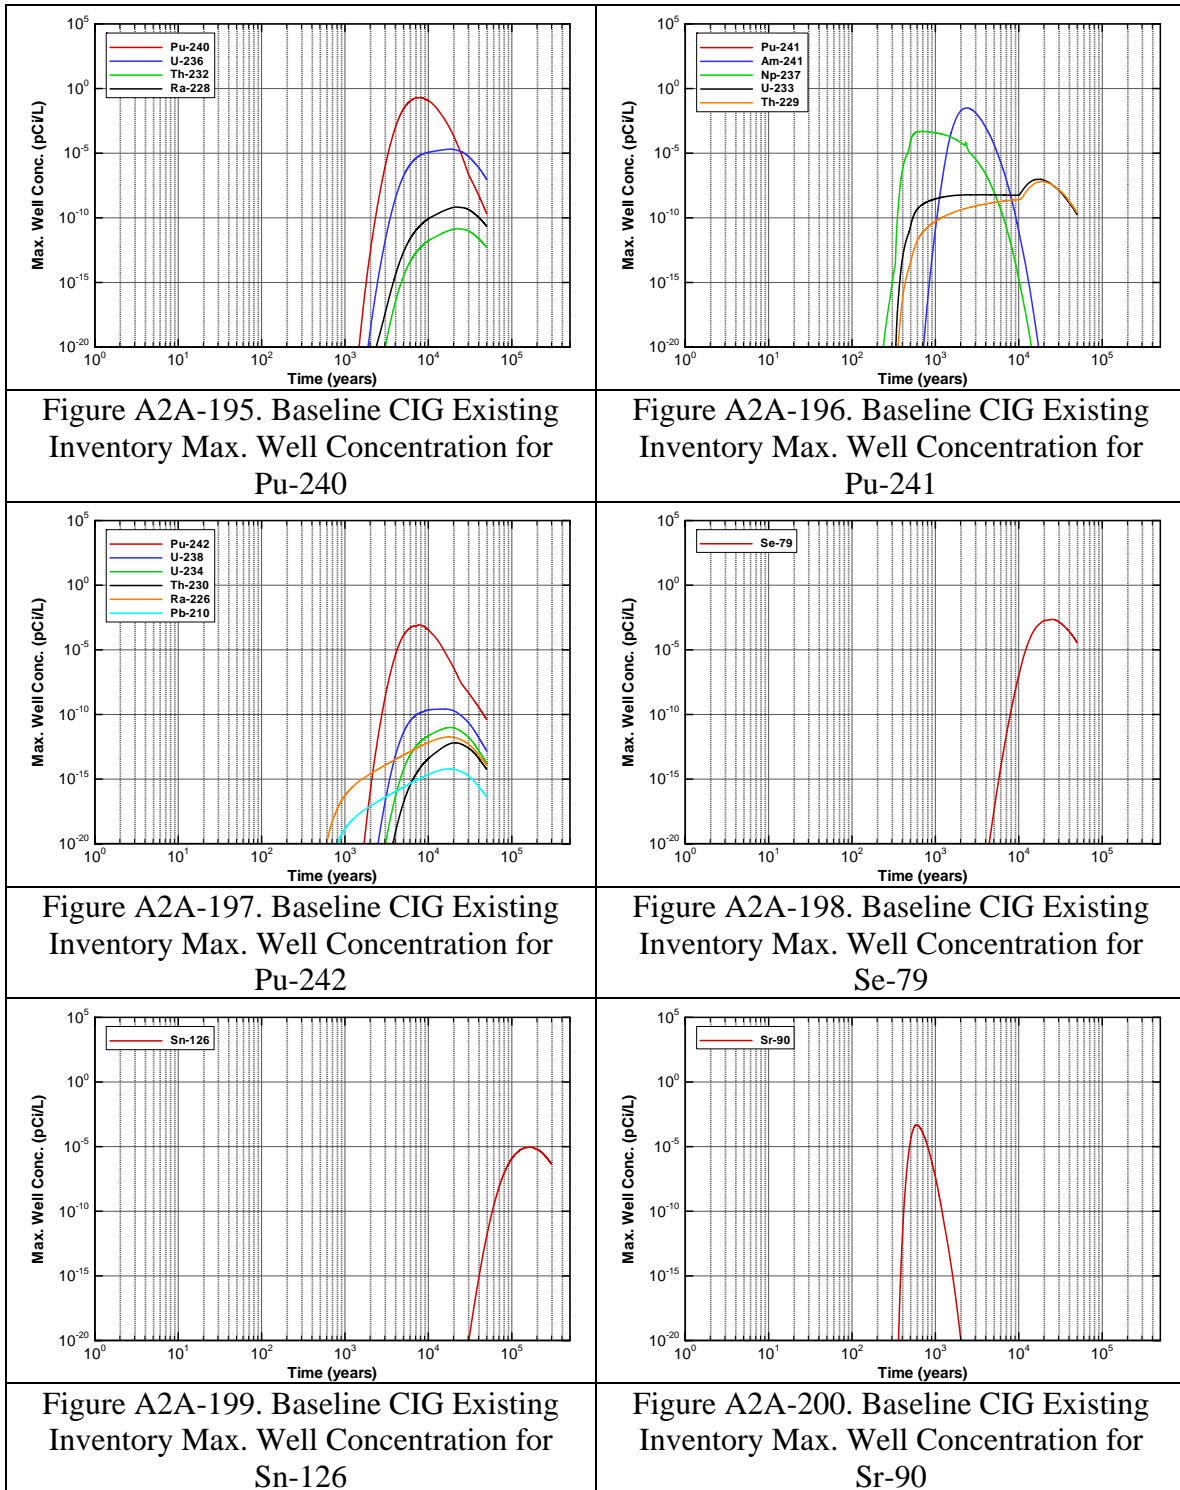 10^5
10^0
10^-5
10^-10
10^-15
10^-20
Max. Well Conc. (pCi/L)
Pu-240
U-236
Th-232
Ra-228
10^0 10^1 10^2 10^3 10^4 10^5
Time (years)
Figure A2A-195. Baseline CIG Existing
Inventory Max. Well Concentration for
Pu-240
10^5
10^0
10^-5
10^-10
10^-15
10^-20
Max. Well Conc. (pCi/L)
Pu-241
Am-241
Np-237
U-233
Th-229
10^0 10^1 10^2 10^3 10^4 10^5
Time (years)
Figure A2A-196. Baseline CIG Existing
Inventory Max. Well Concentration for
Pu-241
10^5
10^0
10^-5
10^-10
10^-15
10^-20
Max. Well Conc. (pCi/L)
Pu-242
U-238
U-234
Th-230
Ra-226
Pb-210
10^0 10^1 10^2 10^3 10^4 10^5
Time (years)
Figure A2A-197. Baseline CIG Existing
Inventory Max. Well Concentration for
Pu-242
10^5
10^0
10^-5
10^-10
10^-15
10^-20
Max. Well Conc. (pCi/L)
Se-79
10^0 10^1 10^2 10^3 10^4 10^5
Time (years)
Figure A2A-198. Baseline CIG Existing
Inventory Max. Well Concentration for
Se-79
10^5
10^0
10^-5
10^-10
10^-15
10^-20
Max. Well Conc. (pCi/L)
Sn-126
10^0 10^1 10^2 10^3 10^4 10^5
Time (years)
Figure A2A-199. Baseline CIG Existing
Inventory Max. Well Concentration for
Sn-126
10^5
10^0
10^-5
10^-10
10^-15
10^-20
Max. Well Conc. (pCi/L)
Sr-90
10^0 10^1 10^2 10^3 10^4 10^5
Time (years)
Figure A2A-200. Baseline CIG Existing
Inventory Max. Well Concentration for
Sr-90